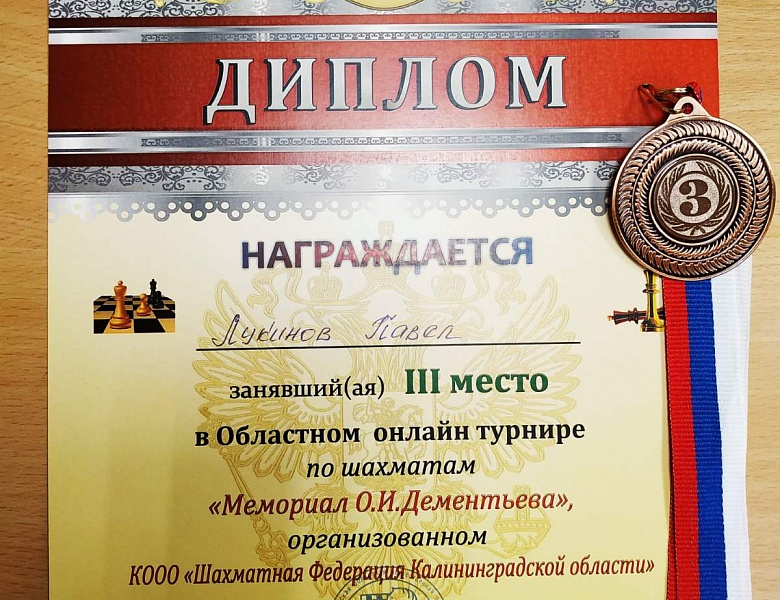 ДИПЛОМ
3
НАГРАЖДАЕТСЯ
Лукинов Павел
занявший(ая) III место
в Областном онлайн турнире
по шахматам
«Мемориал О.И.Дементьева»,
организованном
КООО «Шахматная Федерация Калининградской области»